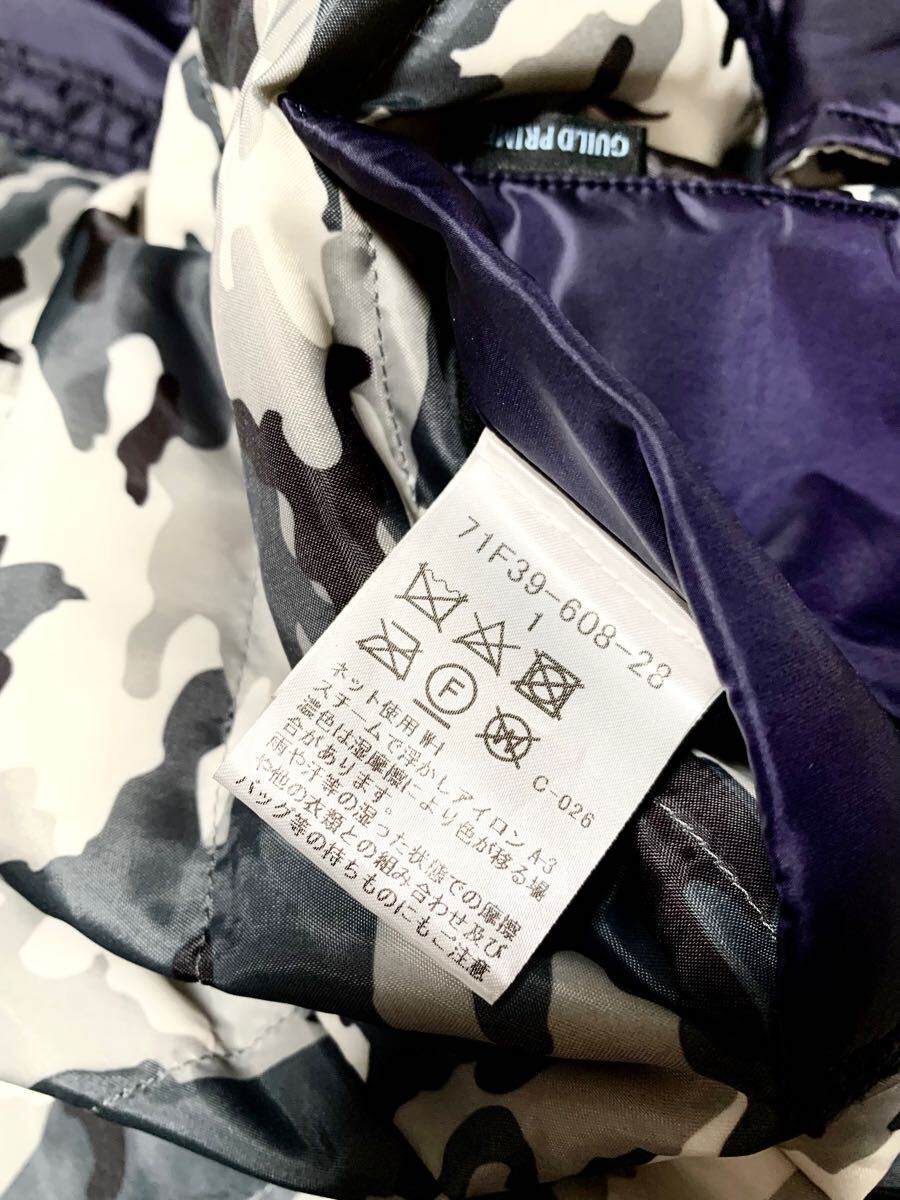 GUILD PRIM
71F39-608-28
1
F
W
C-026
ネット使用 W-1
スチームで浮かしアイロン A-3
濃色は湿摩擦により色が移る場
合があります。
雨や汗等の湿った状態での摩擦
や他の衣類との組み合わせ及び
バッグ等の持ちものにもご注意